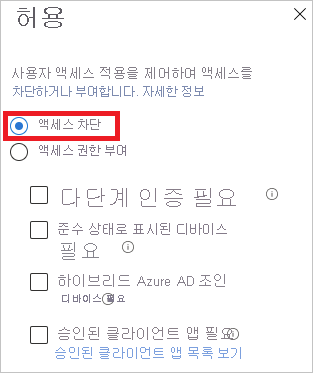 허용
사용자 액세스 적용을 제어하여 액세스를
차단하거나 부여합니다. 자세한 정보
액세스 차단
액세스 권한 부여
다단계 인증 필요
준수 상태로 표시된 디바이스
필요
하이브리드 Azure AD 조인
디바이스 필요
승인된 클라이언트 앱 필요
승인된 클라이언트 앱 목록 보기